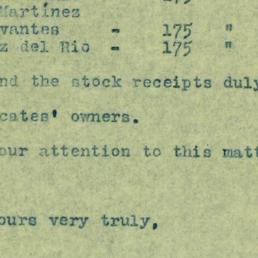 Martínez
vantes - 175 "
z del Rio - 175 "
nd the stock receipts duly
cates' owners.
our attention to this matt
ours very truly,